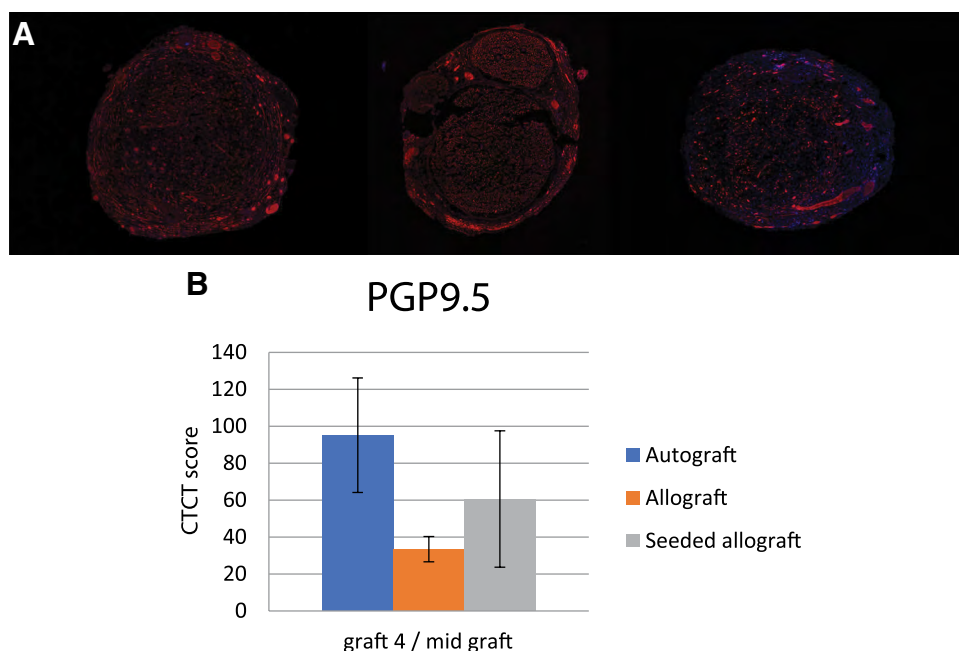 A
B
PGP9.5
140
120
100
80
60
40
20
0
CTCT score
graft 4 / mid graft
Autograft
Allograft
Seeded allograft